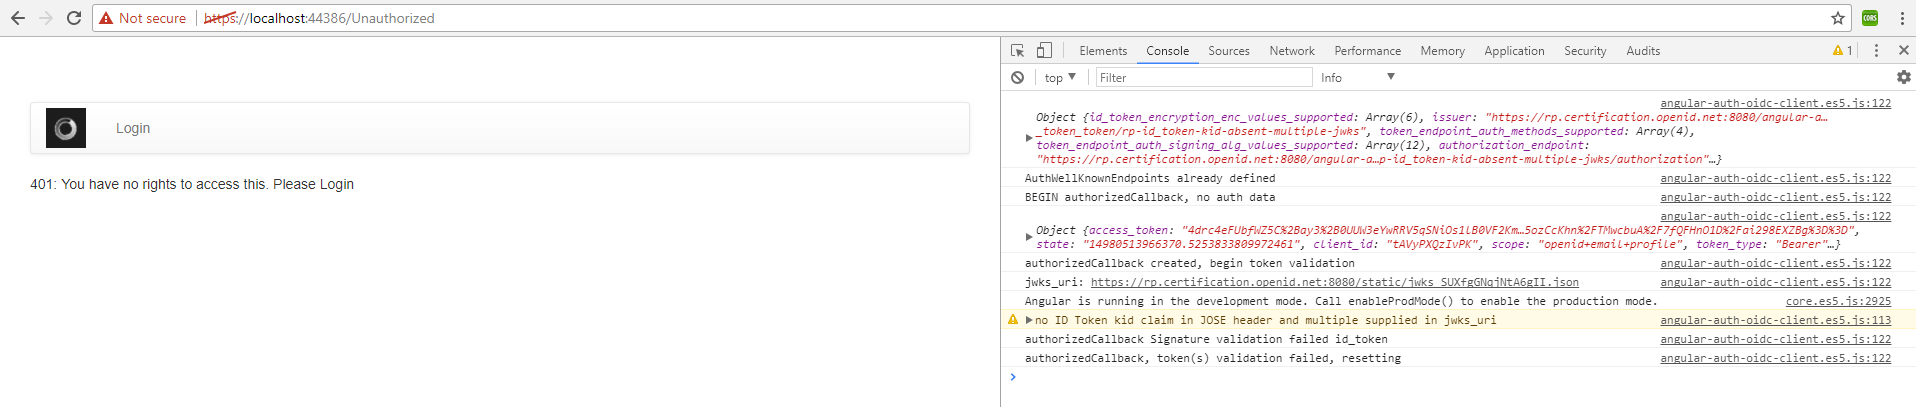 Not secure | https://localhost:44386/Unauthorized
CORS
Elements Console Sources Network Performance Memory Application Security Audits 1
top Filter Info
Login
401: You have no rights to access this. Please Login
angular-auth-oidc-client.es5.js:122
Object {id_token_encryption_enc_values_supported: Array(6), issuer: "https://rp.certification.openid.net:8080/angular-a…
_token_token/rp-id_token-kid-absent-multiple-jwks", token_endpoint_auth_methods_supported: Array(4),
token_endpoint_auth_signing_alg_values_supported: Array(12), authorization_endpoint:
"https://rp.certification.openid.net:8080/angular-a…p-id_token-kid-absent-multiple-jwks/authorization"…}
AuthWellKnownEndpoints already defined angular-auth-oidc-client.es5.js:122
BEGIN authorizedCallback, no auth data angular-auth-oidc-client.es5.js:122
angular-auth-oidc-client.es5.js:122
Object {access_token: "4drc4eFUbfWZ5C%2Bay3%2B0UUW3eYwRRV5qSNiOs1lB0VF2Km…5ozCcKhn%2FTMwcbuA%2F7fQFHnO1D%2Fai298EXZBg%3D%3D",
state: "14980513966370.5253833809972461", client_id: "tAVyPXQzIvPK", scope: "openid+email+profile", token_type: "Bearer"…}
authorizedCallback created, begin token validation angular-auth-oidc-client.es5.js:122
jwks_uri: https://rp.certification.openid.net:8080/static/jwks_SUXfgGNqjNtA6gII.json angular-auth-oidc-client.es5.js:122
Angular is running in the development mode. Call enableProdMode() to enable the production mode. core.es5.js:2925
no ID Token kid claim in JOSE header and multiple supplied in jwks_uri angular-auth-oidc-client.es5.js:113
authorizedCallback Signature validation failed id_token angular-auth-oidc-client.es5.js:122
authorizedCallback, token(s) validation failed, resetting angular-auth-oidc-client.es5.js:122